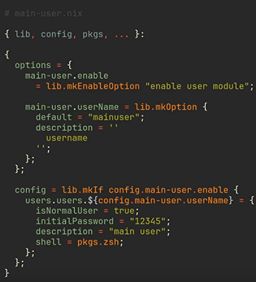 # main-user.nix
{ lib, config, pkgs, ... }:
{
options = {
main-user.enable
= lib.mkEnableOption "enable user module";
main-user.userName = lib.mkOption {
default = "mainuser";
description = ''
username
'';
};
};
config = lib.mkIf config.main-user.enable {
users.users.${config.main-user.userName} = {
isNormalUser = true;
initialPassword = "12345";
description = "main user";
shell = pkgs.zsh;
};
};
}